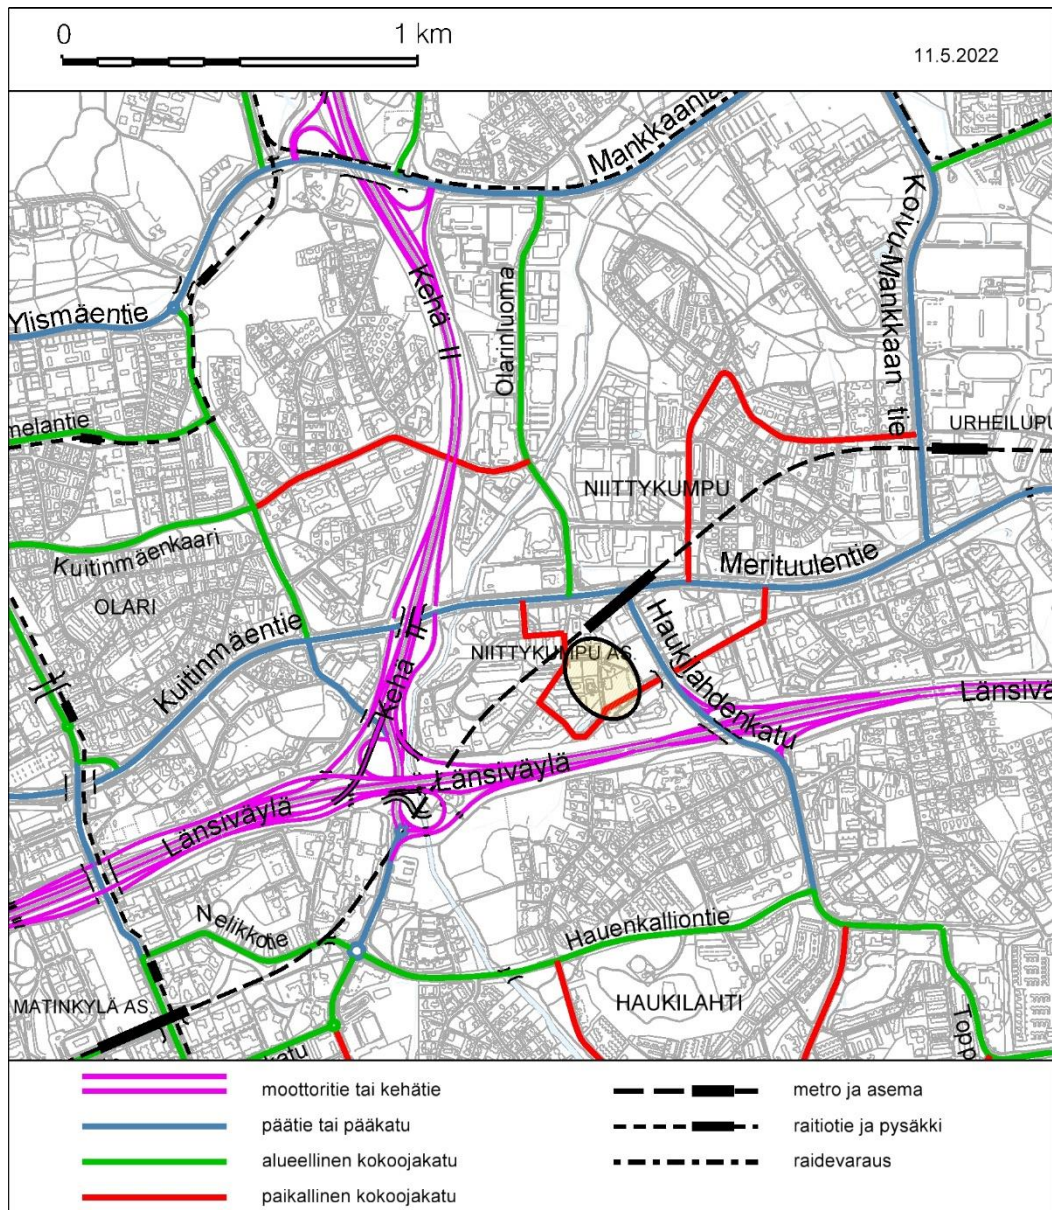 0 1 km
11.5.2022
Mankkaanla
Koivu-Mankkaan tie
Kehä II
Olarinluoma
Ylismäentie
melantie
URHEILUPU
NIITTYKUMPU
Kuitinmäenkaari
Merituulentie
OLARI
Kuitinmäentie
Kehä II
Haukilahdenkatu
NIITTYKUMPU AS.
Länsivä
Länsiväylä
Länsiväylä
Nelikkotie
Hauenkalliontie
MATINKYLÄ AS.
HAUKILAHTI
Topp
katu
moottoritie tai kehätie
päätie tai pääkatu
alueellinen kokoojakatu
paikallinen kokoojakatu
metro ja asema
raitiotie ja pysäkki
raidevaraus